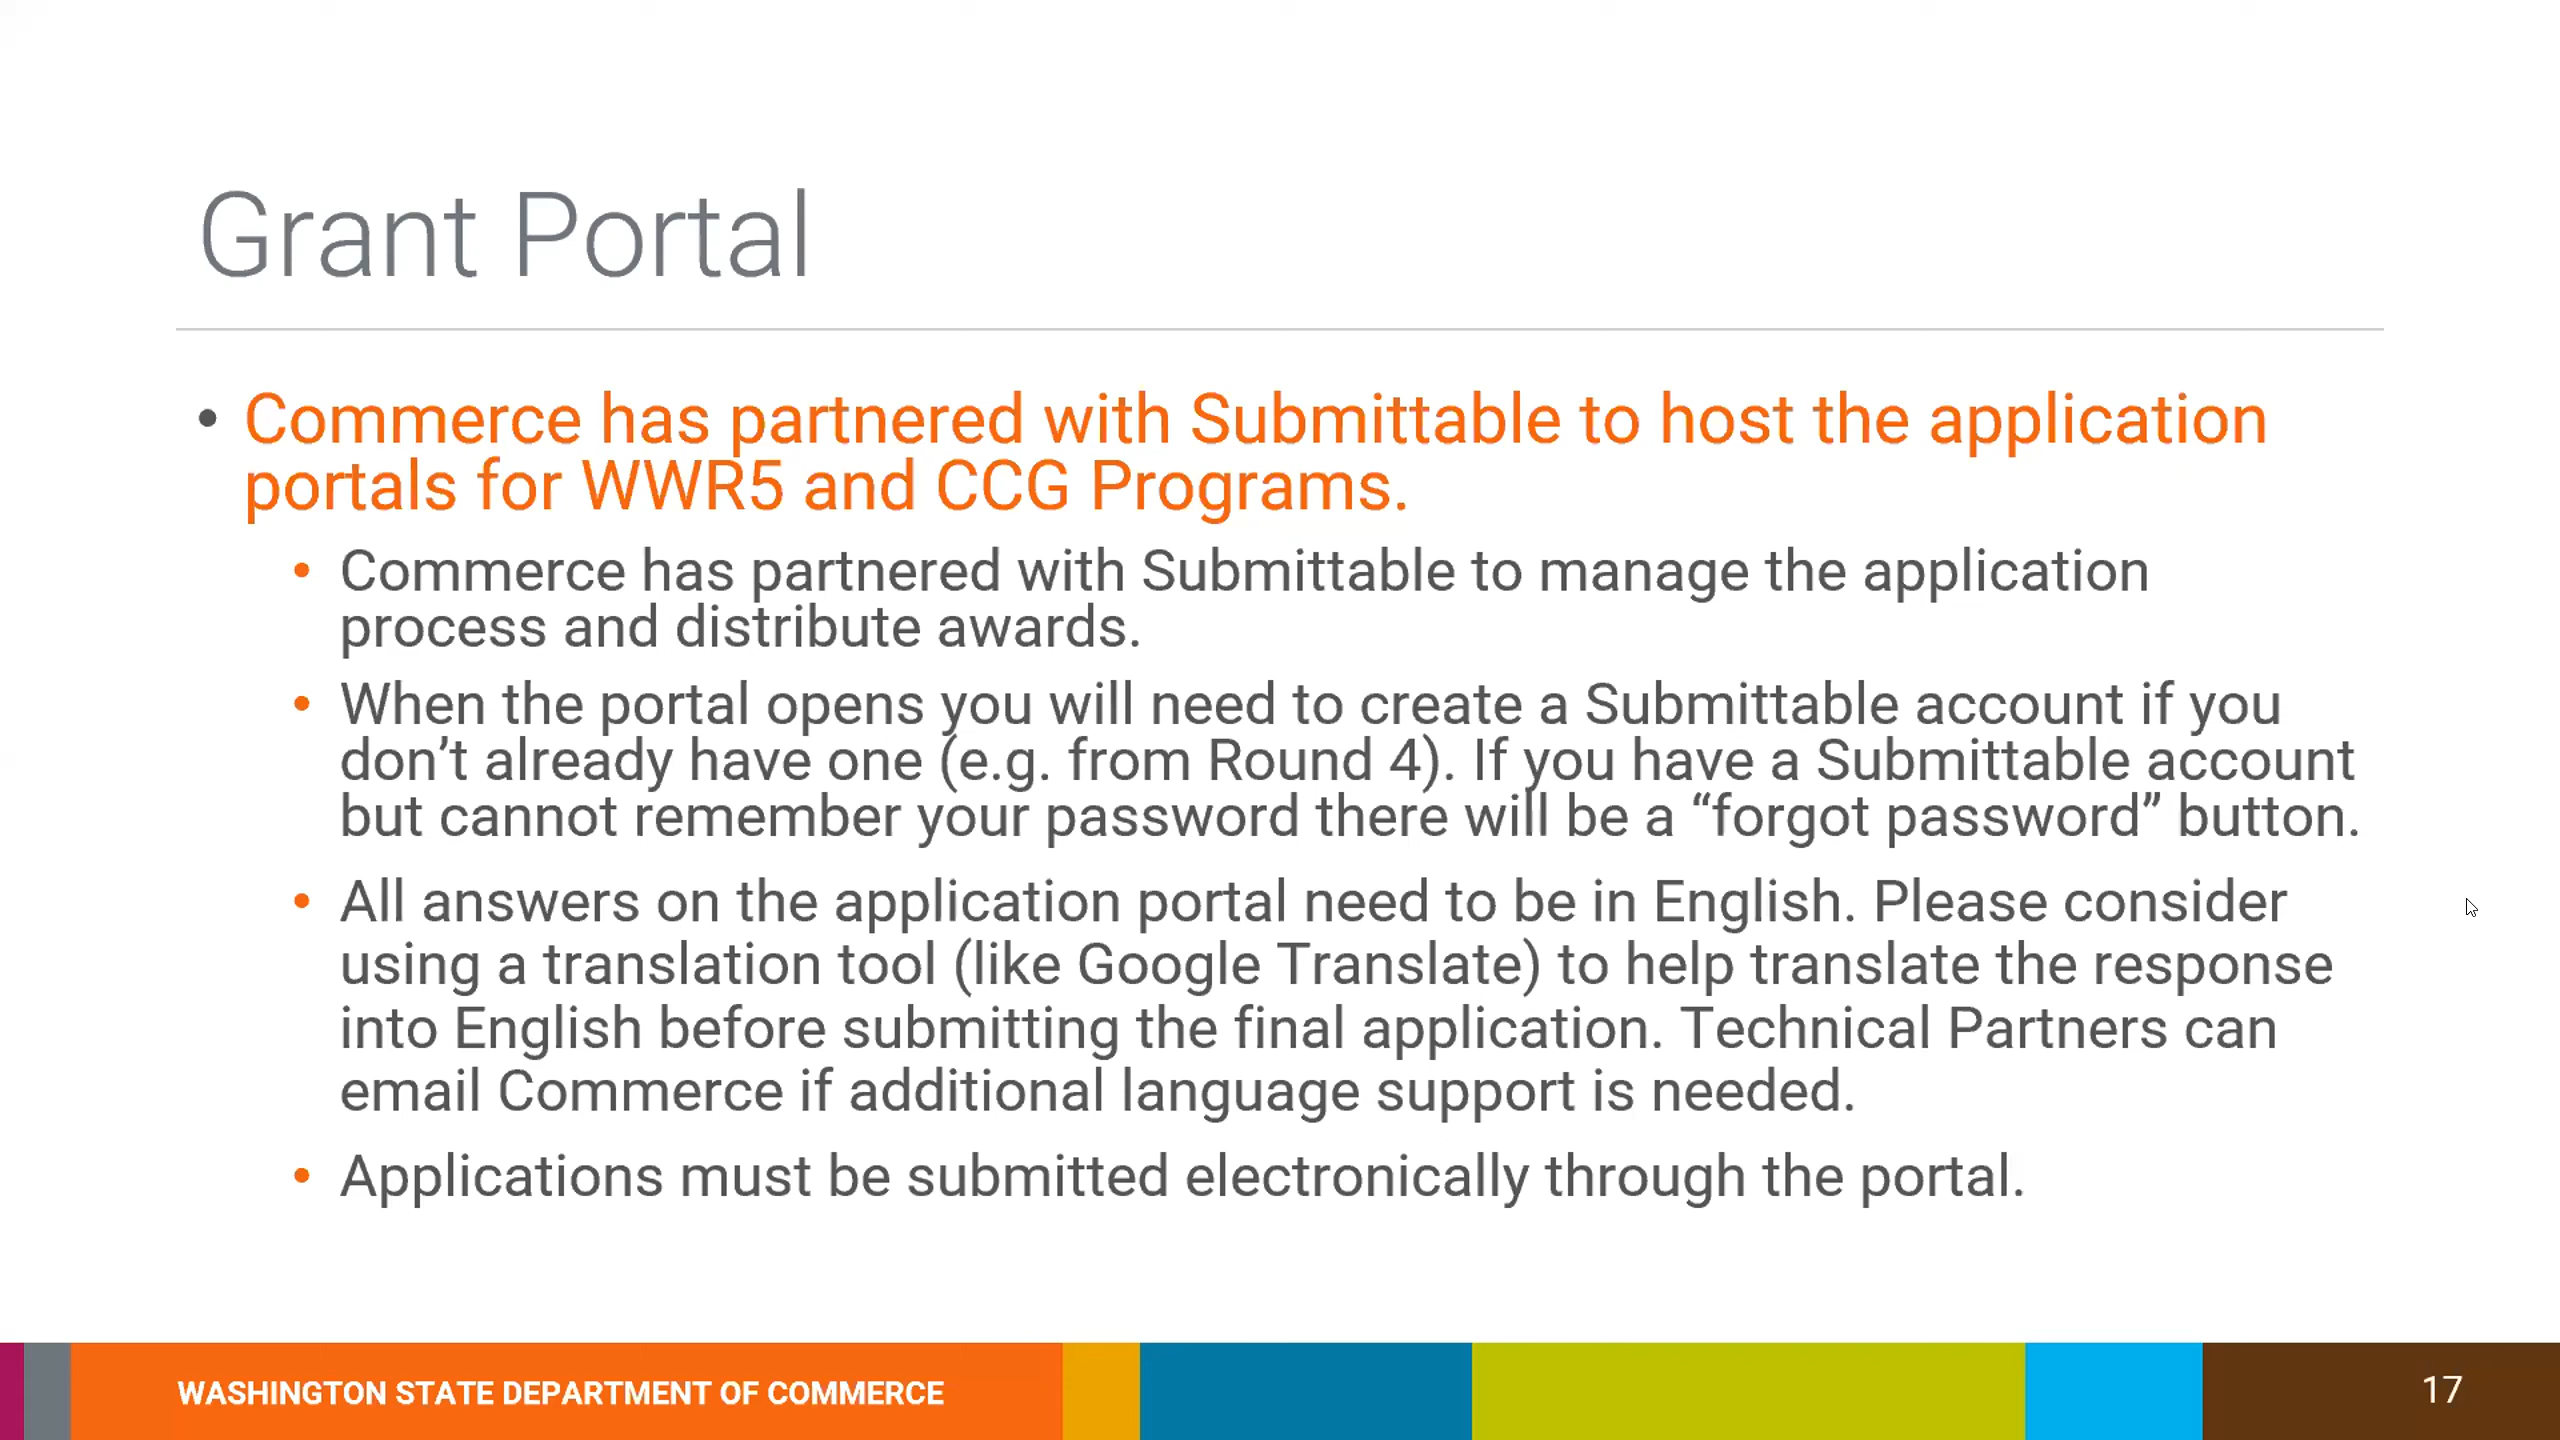 Grant Portal
• Commerce has partnered with Submittable to host the application
portals for WWR5 and CCG Programs.
• Commerce has partnered with Submittable to manage the application
process and distribute awards.
• When the portal opens you will need to create a Submittable account if you
don’t already have one (e.g. from Round 4). If you have a Submittable account
but cannot remember your password there will be a “forgot password” button.
• All answers on the application portal need to be in English. Please consider
using a translation tool (like Google Translate) to help translate the response
into English before submitting the final application. Technical Partners can
email Commerce if additional language support is needed.
• Applications must be submitted electronically through the portal.
WASHINGTON STATE DEPARTMENT OF COMMERCE
17